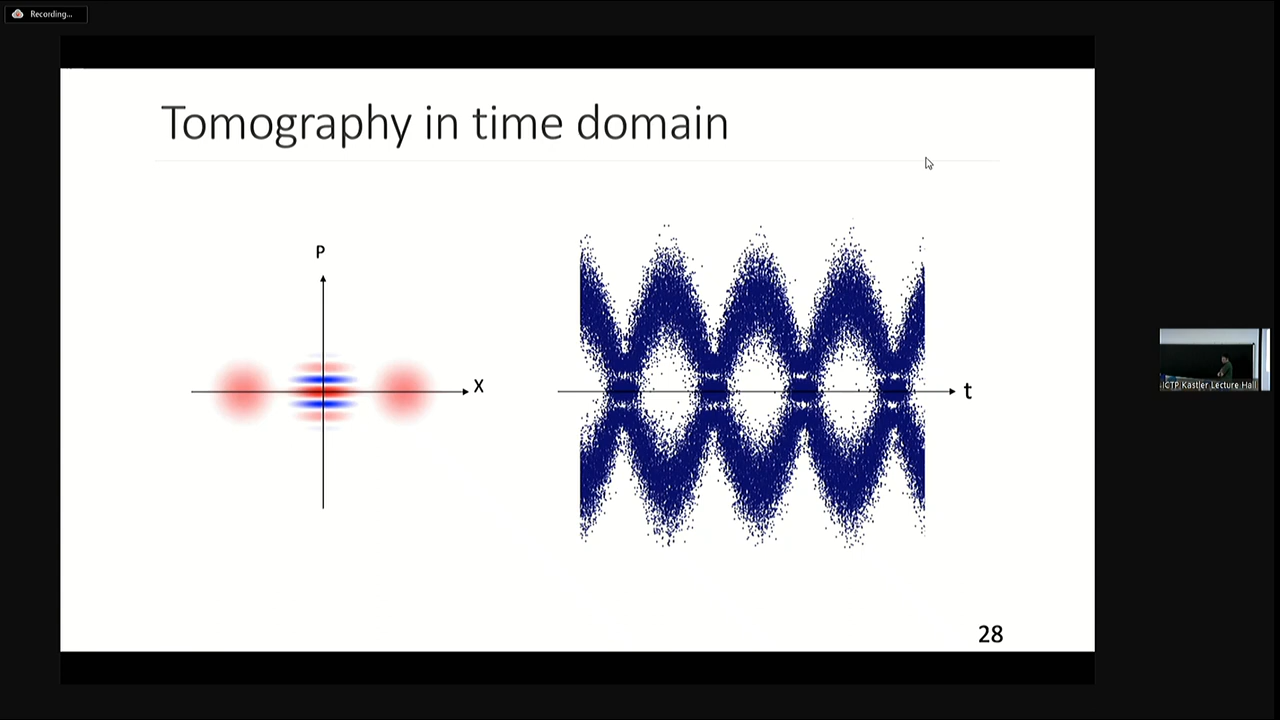 Recording...
Tomography in time domain
P
X
t
28
ICTP Kastler Lecture Hall